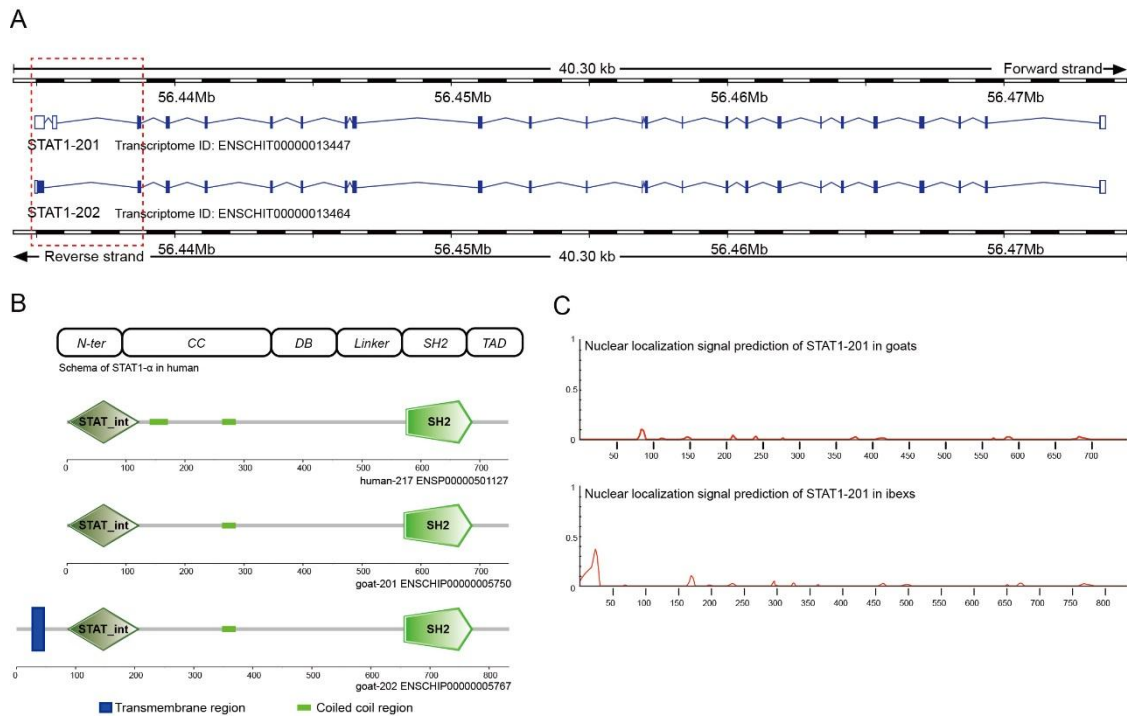 A
40.30 kb
Forward strand
56.44Mb 56.45Mb 56.46Mb 56.47Mb
STAT1-201 Transcriptome ID: ENSCHIT00000013447
STAT1-202 Transcriptome ID: ENSCHIT00000013464
56.44Mb 56.45Mb 56.46Mb 56.47Mb
Reverse strand
40.30 kb
B
N-ter CC DB Linker SH2 TAD
Schema of STAT1-α in human
STAT_int SH2
0 100 200 300 400 500 600 700
human-217 ENSP00000501127
STAT_int SH2
0 100 200 300 400 500 600 700
goat-201 ENSCHIP00000005750
STAT_int SH2
0 100 200 300 400 500 600 700 800
goat-202 ENSCHIP00000005767
Transmembrane region Coiled coil region
C
1
Nuclear localization signal prediction of STAT1-201 in goats
0.5
0
50 100 150 200 250 300 350 400 450 500 550 600 650 700
1
Nuclear localization signal prediction of STAT1-201 in ibexs
0.5
0
50 100 150 200 250 300 350 400 450 500 550 600 650 700 750 800